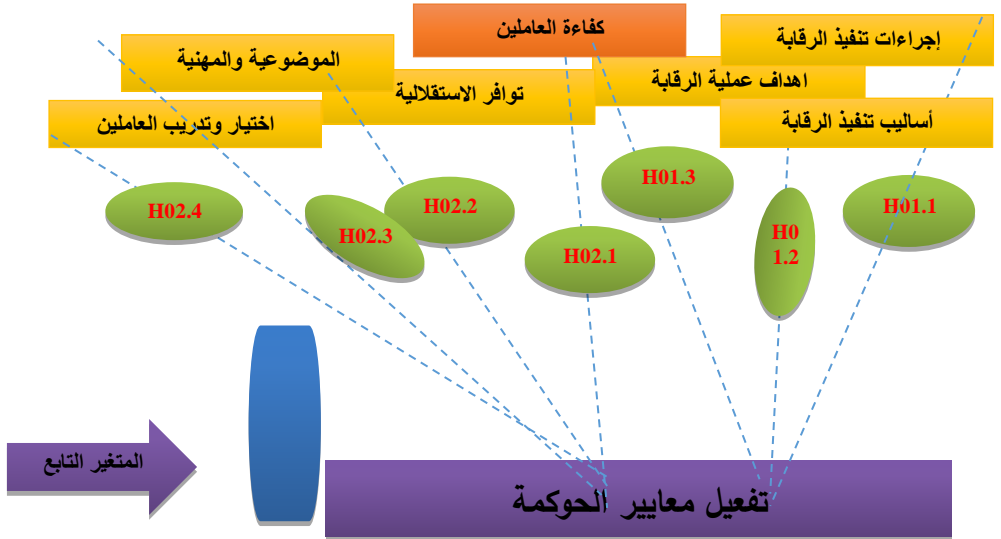 كفاءة العاملين
إجراءات تنفيذ الرقابة
الموضوعية والمهنية
اهداف عملية الرقابة
توافر الاستقلالية
أساليب تنفيذ الرقابة
اختيار وتدريب العاملين
H01.1
H0
1.2
H01.3
H02.1
H02.2
H02.3
H02.4
المتغير التابع
تفعيل معايير الحوكمة